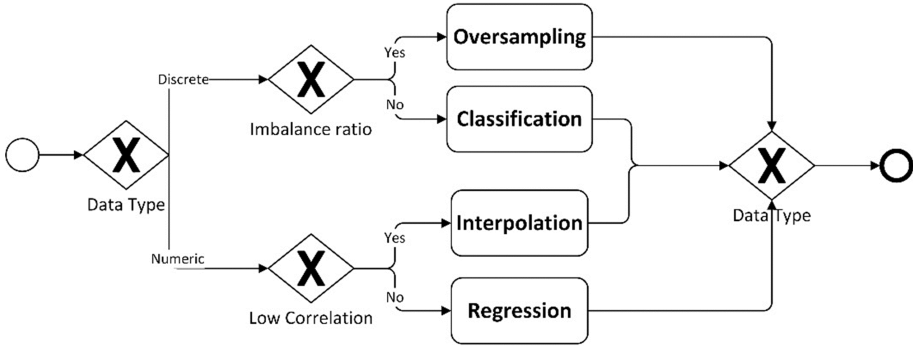 Oversampling
Yes
Discrete
X
No
Classification
Imbalance ratio
X
X
Data Type
Data Type
Yes
Interpolation
Numeric
X
No
Low Correlation
Regression